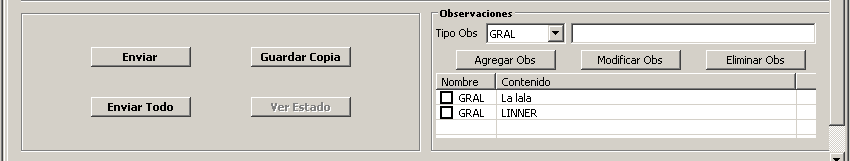 Enviar
Guardar Copia
Enviar Todo
Ver Estado
Observaciones
Tipo Obs GRAL
Agregar Obs Modificar Obs Eliminar Obs
Nombre Contenido
GRAL La lala
GRAL LINNER